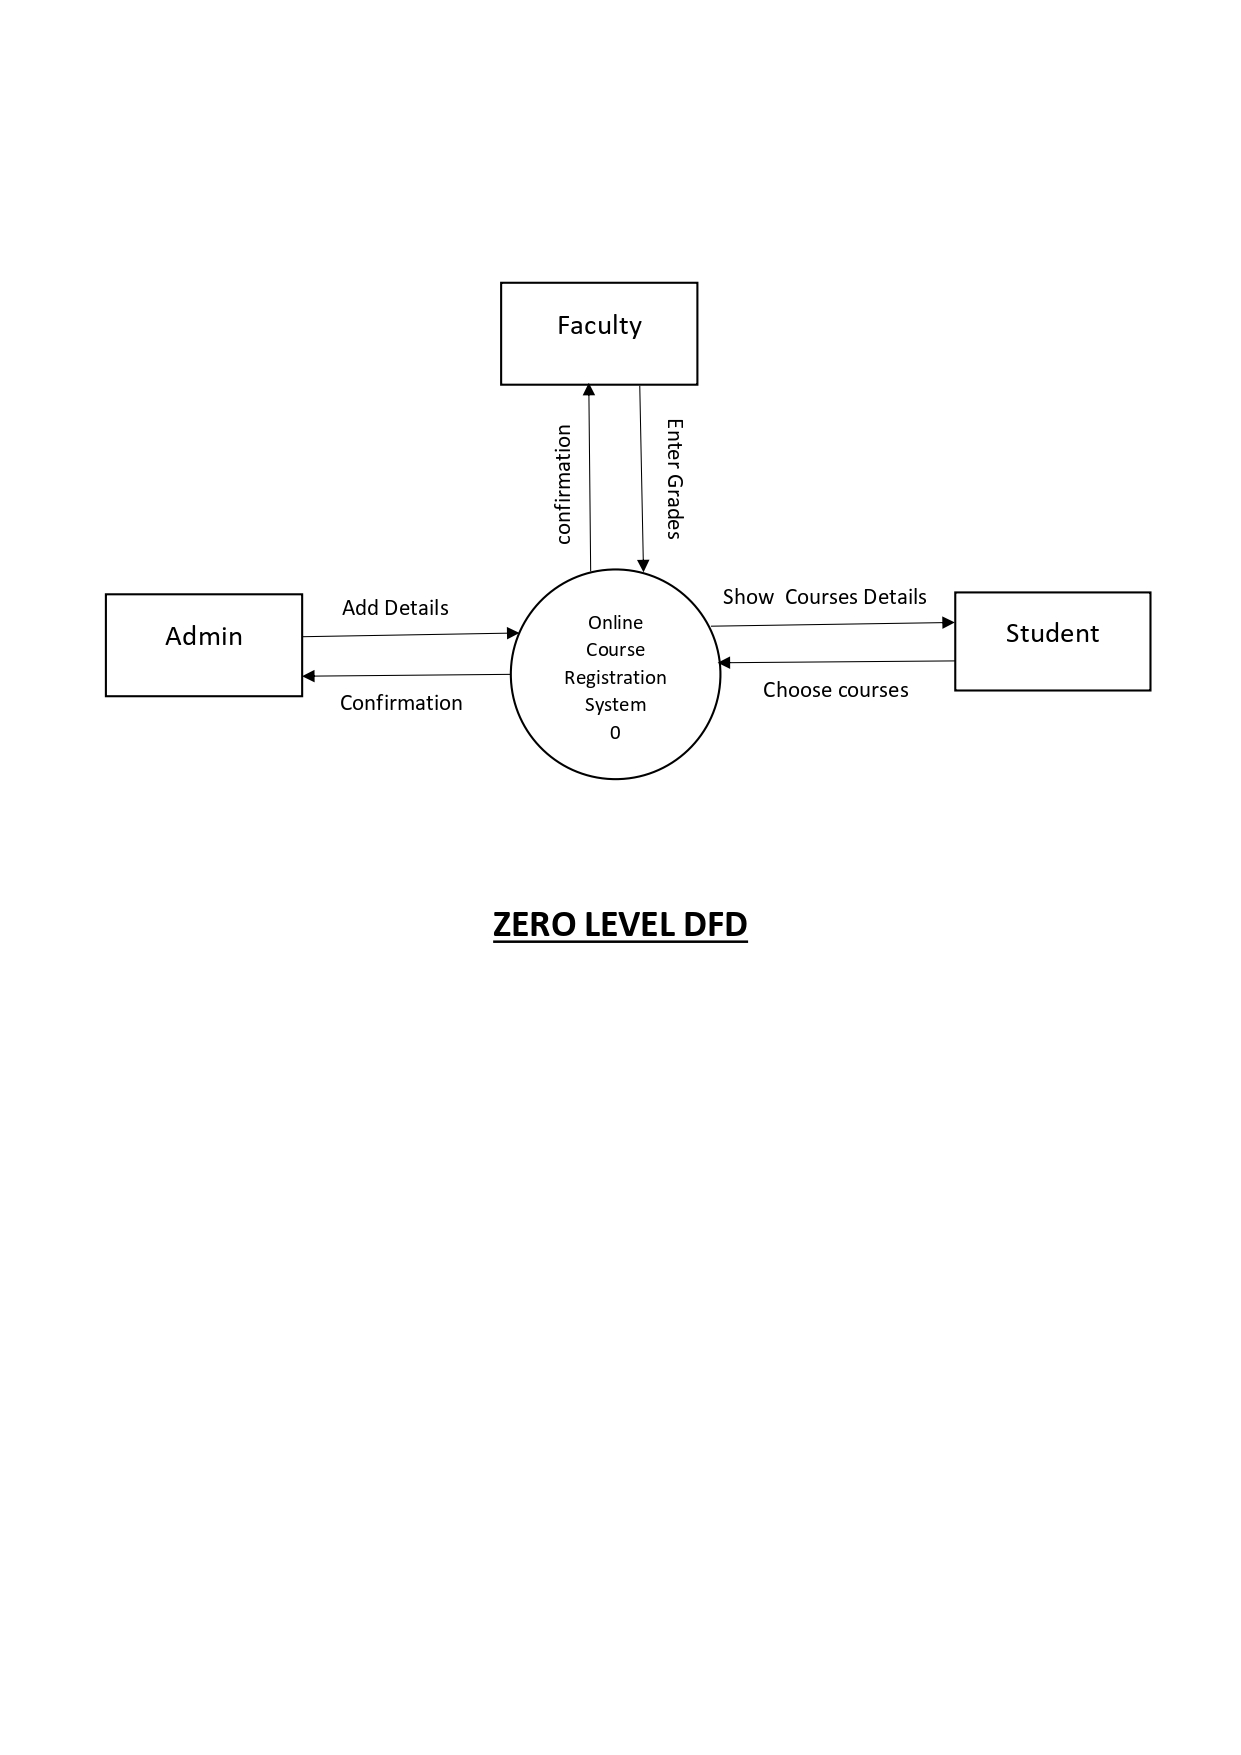 Faculty
confirmation
Enter Grades
Admin
Add Details
Confirmation
Online
Course
Registration
System
0
Show  Courses Details
Choose courses
Student
ZERO LEVEL DFD